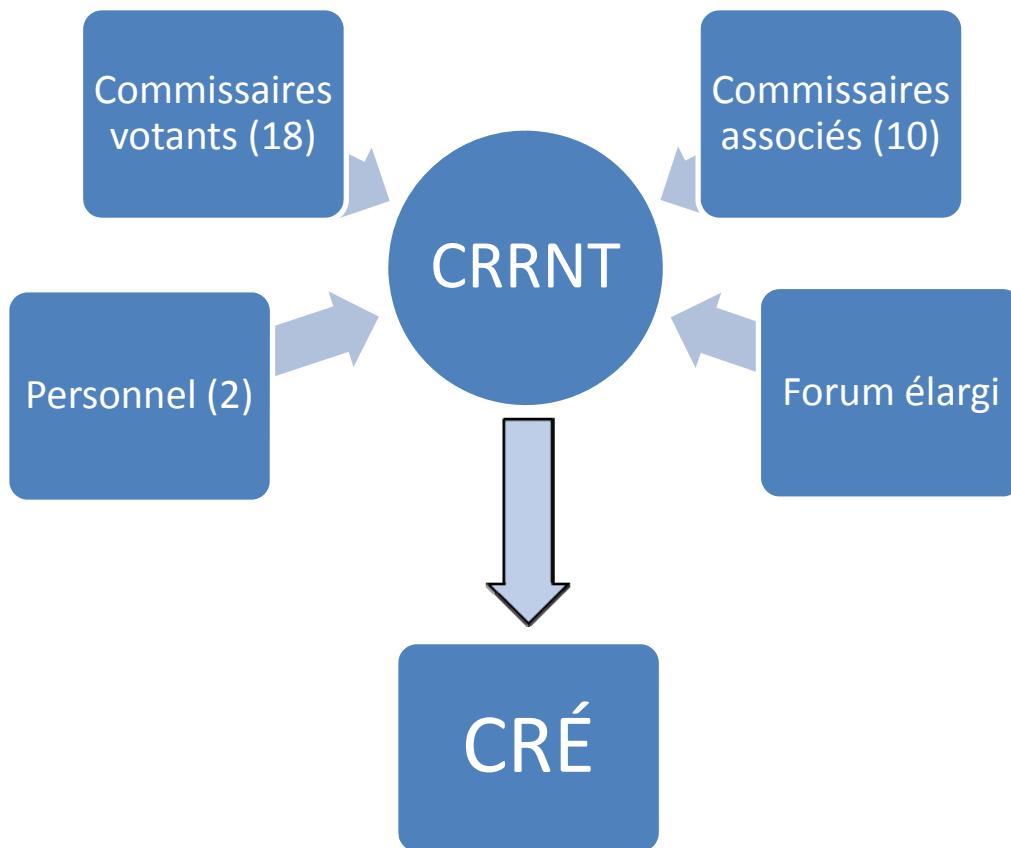 Commissaires
votants (18)
Commissaires
associés (10)
CRRNT
Personnel (2)
Forum élargi
CRÉ